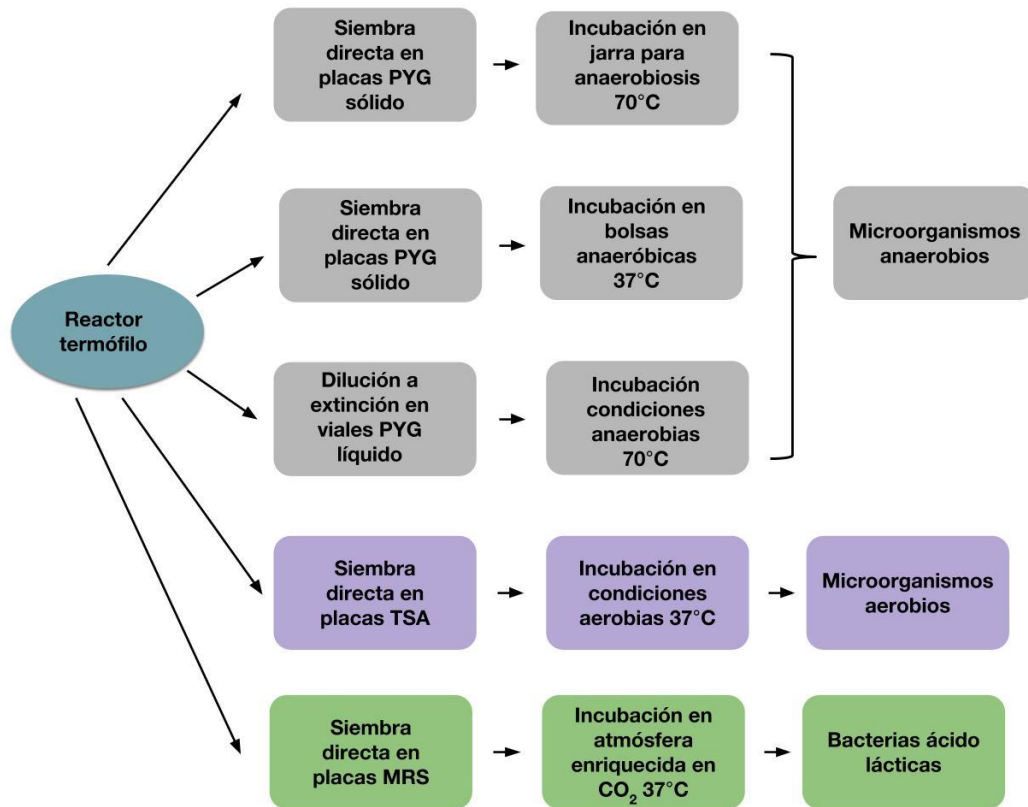 Siembra
directa en
placas PYG
sólido
Incubación en
jarra para
anaerobiosis
70°C
Siembra
directa en
placas PYG
sólido
Incubación en
bolsas
anaeróbicas
37°C
Microorganismos
anaerobios
Reactor
termófilo
Dilución a
extinción en
viales PYG
líquido
Incubación
condiciones
anaerobias
70°C
Siembra
directa en
placas TSA
Incubación en
condiciones
aerobias 37°C
Microorganismos
aerobios
Siembra
directa en
placas MRS
Incubación en
atmósfera
enriquecida en
CO₂ 37°C
Bacterias ácido
lácticas